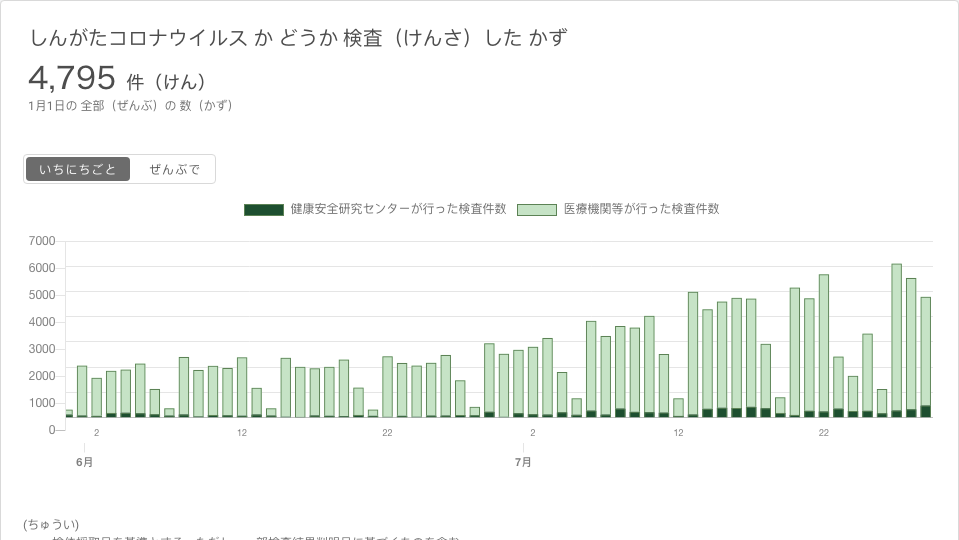 しんがたコロナウイルス か どうか 検査（けんさ）した かず
4,795 件（けん）
1月1日の 全部（ぜんぶ）の 数（かず）
いちにちごと ぜんぶで
健康安全研究センターが行った検査件数 医療機関等が行った検査件数
7000
6000
5000
4000
3000
2000
1000
0
2 12 22 2 12 22
6月 7月
(ちゅうい)